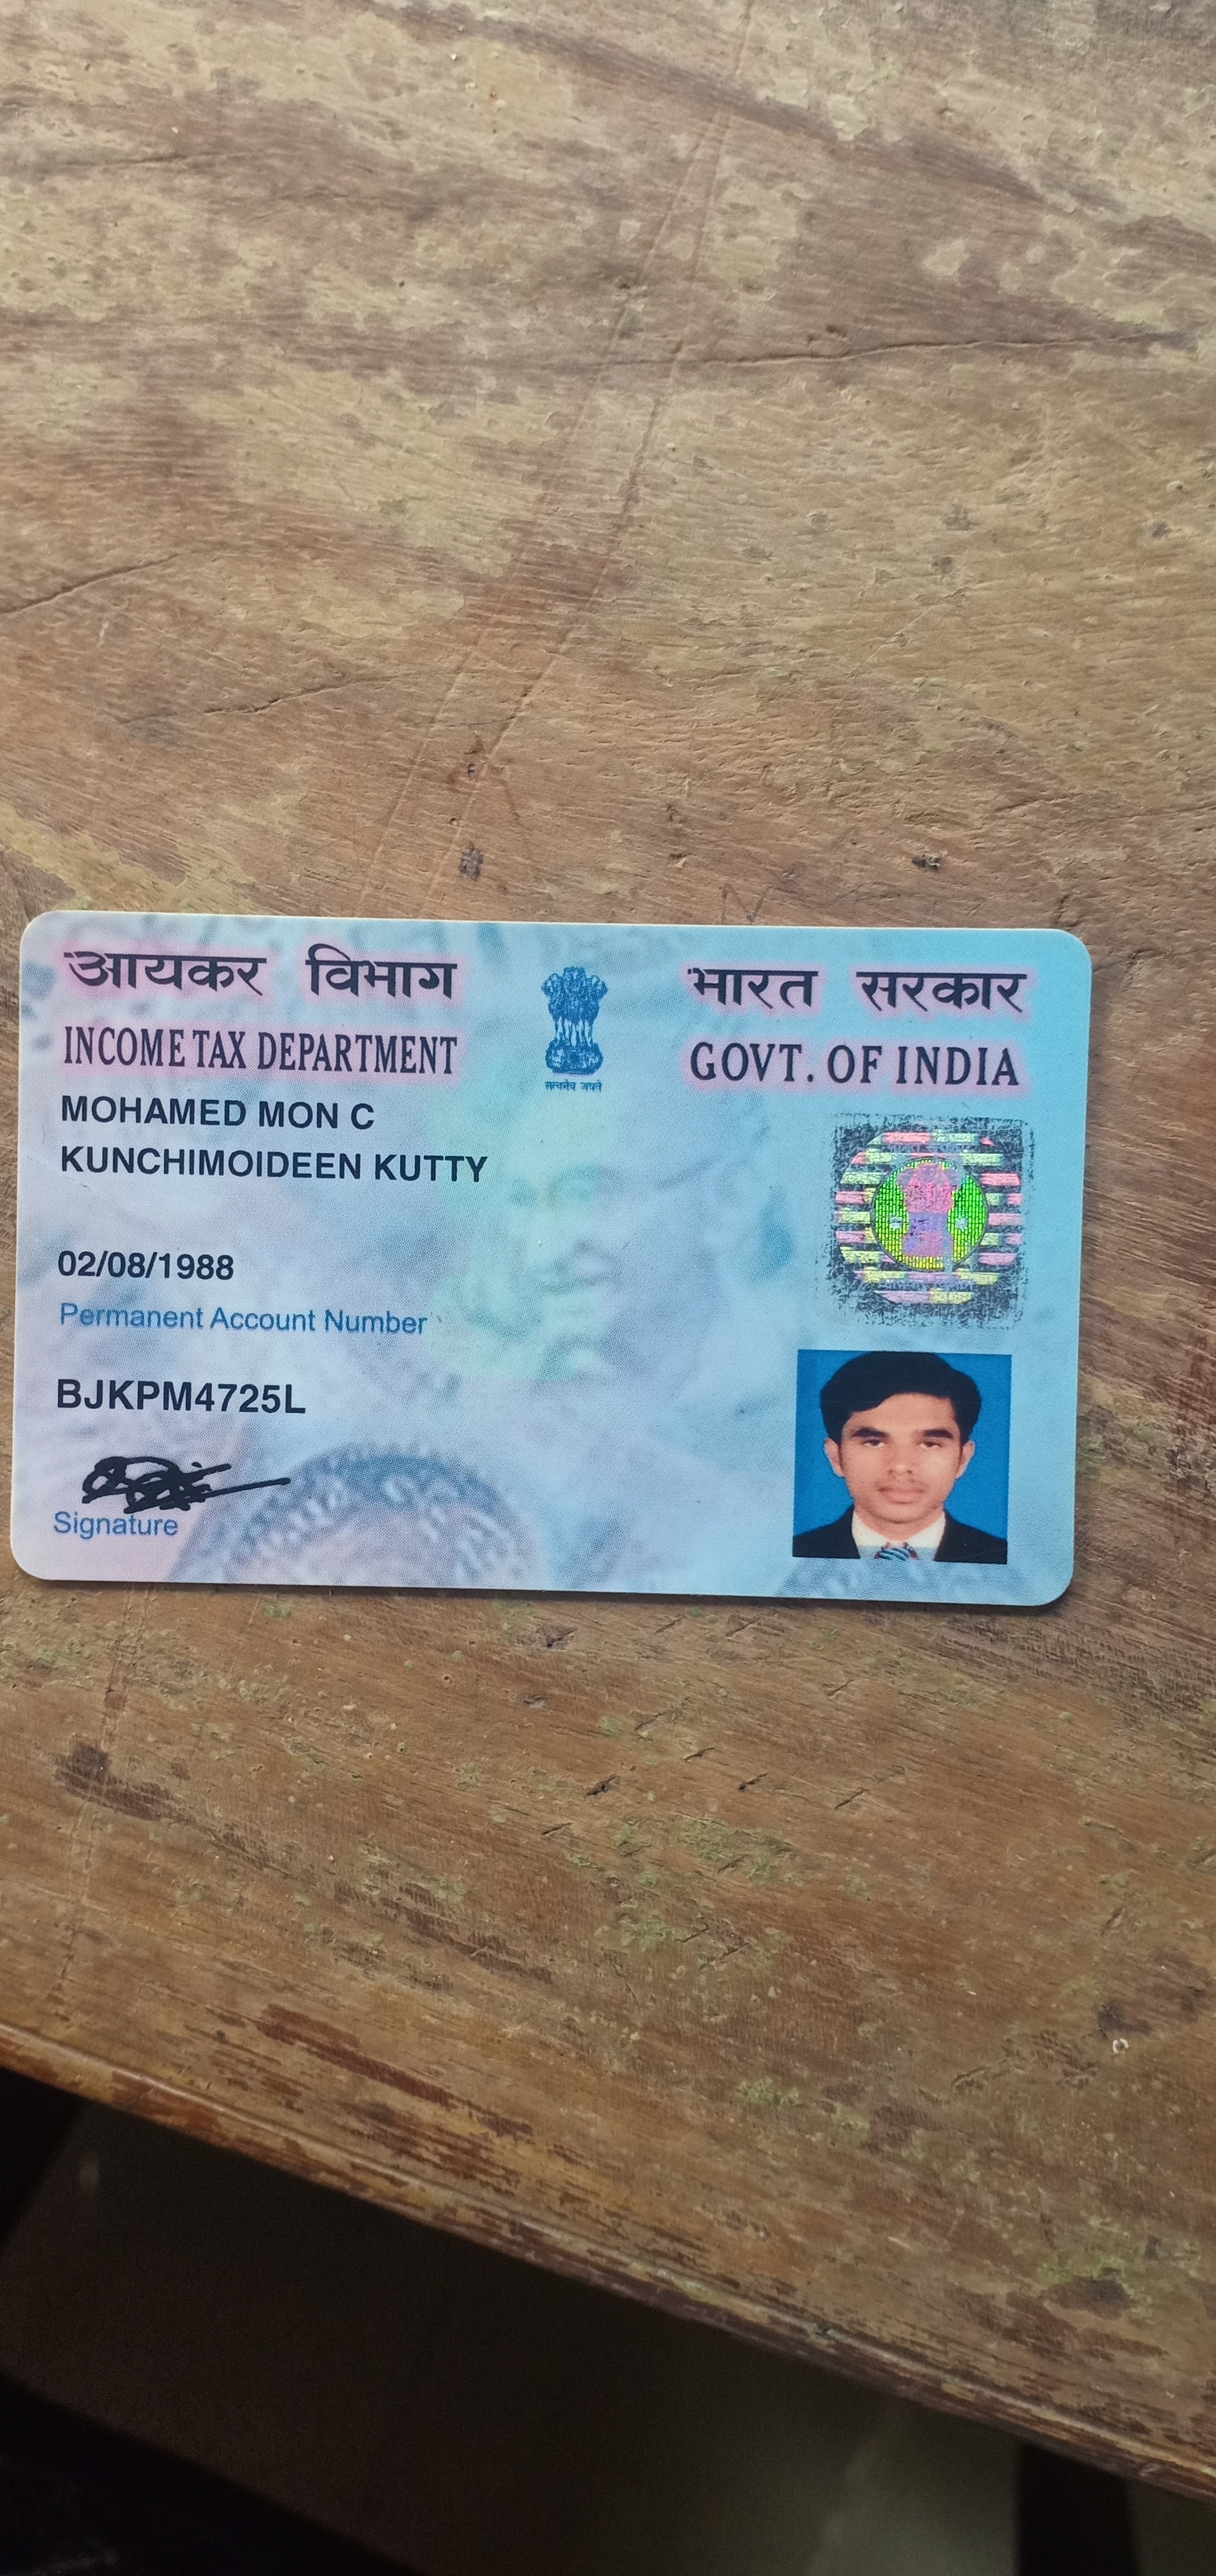 आयकर विभाग
INCOME TAX DEPARTMENT
सत्यमेव जयते
भारत सरकार
GOVT. OF INDIA
MOHAMED MON C
KUNCHIMOIDEEN KUTTY
02/08/1988
Permanent Account Number
BJKPM4725L
Signature